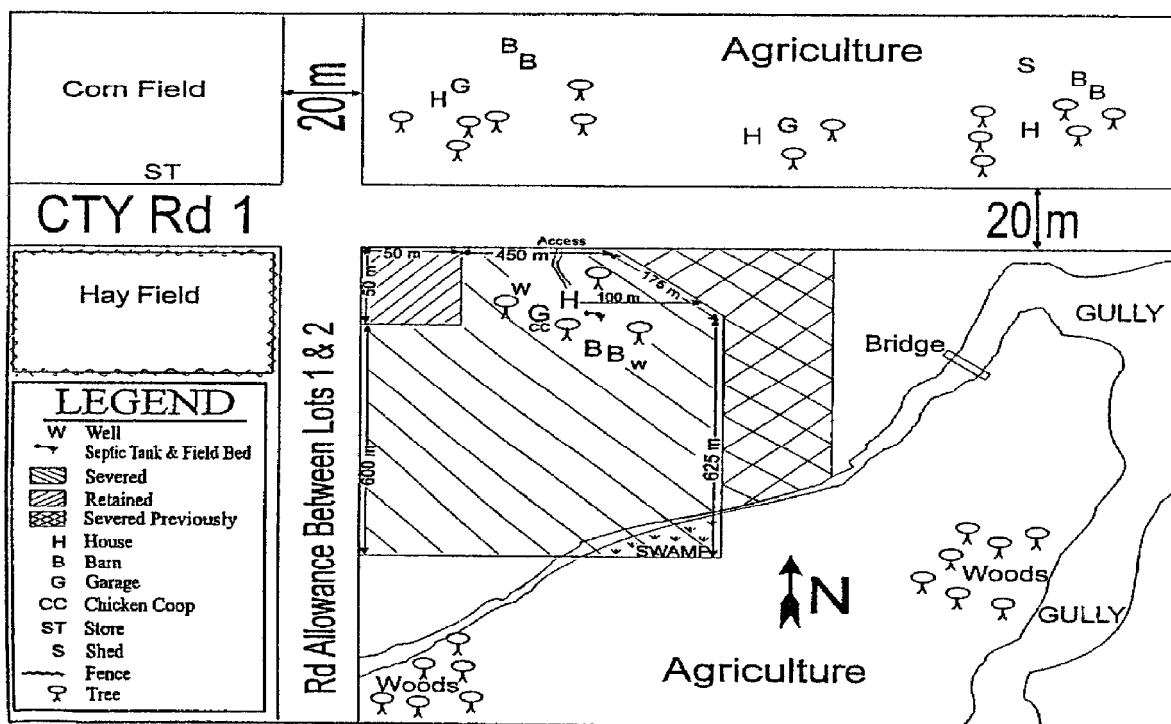 Corn Field
ST
20 m
B
B
H G
Agriculture
H G
S
B
B
H
CTY Rd 1
20 m
Hay Field
50 m
50 m
Access
450 m
176 m
W
H
100 m
G
CC
B B
W
600 m
625 m
SWAMP
Rd Allowance Between Lots 1 & 2
Bridge
GULLY
Woods
GULLY
N
Agriculture
Woods
LEGEND
W Well
Septic Tank & Field Bed
Severed
Retained
Severed Previously
H House
B Barn
G Garage
CC Chicken Coop
ST Store
S Shed
Fence
Tree